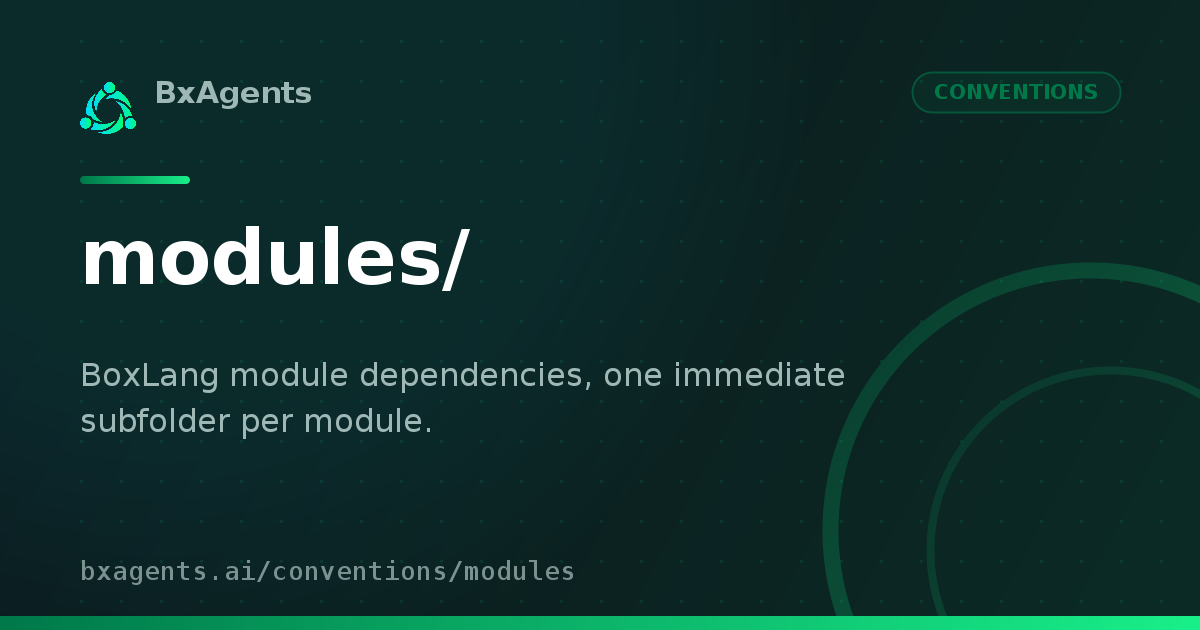 BxAgents
CONVENTIONS
modules/
BoxLang module dependencies, one immediate
subfolder per module.
bxagents.ai/conventions/modules